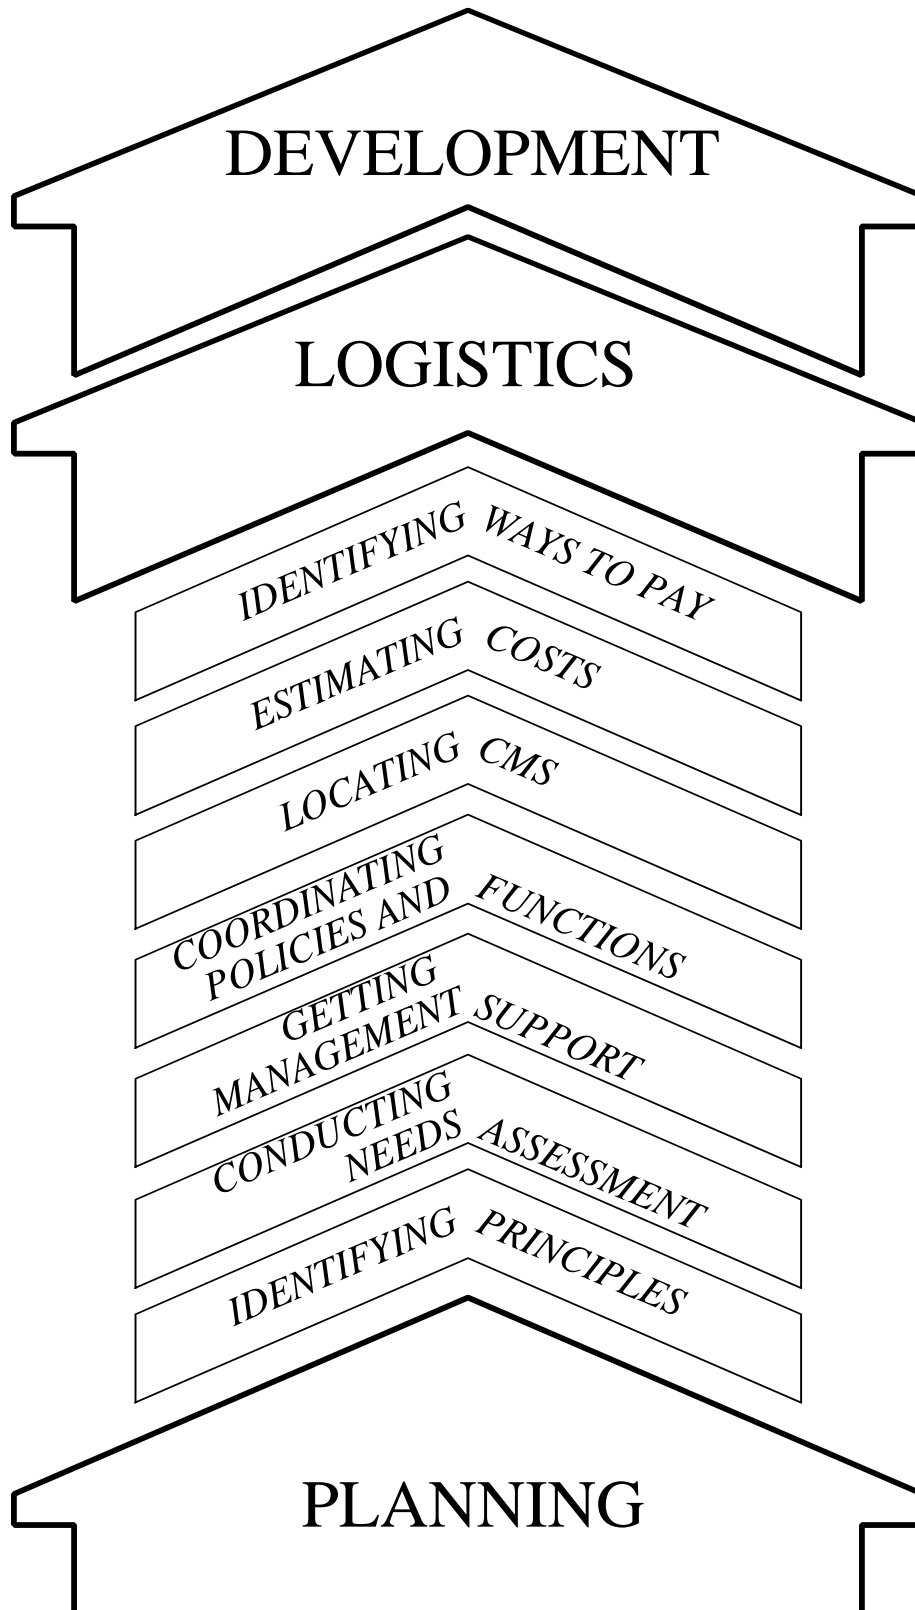 DEVELOPMENT
LOGISTICS
IDENTIFYING WAYS TO PAY
ESTIMATING COSTS
LOCATING CMS
COORDINATING
POLICIES AND FUNCTIONS
GETTING
MANAGEMENT SUPPORT
CONDUCTING
NEEDS ASSESSMENT
IDENTIFYING PRINCIPLES
PLANNING